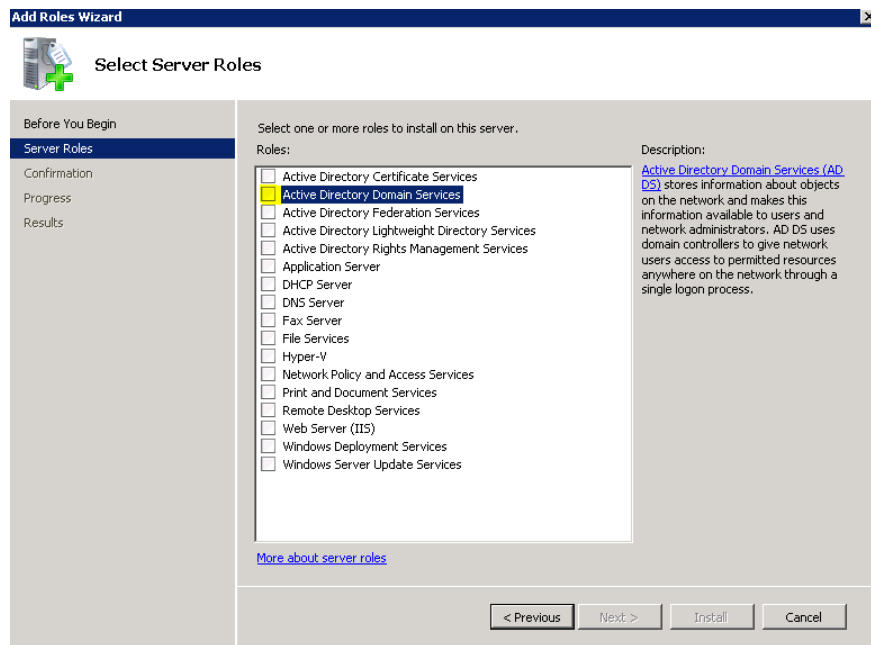 Add Roles Wizard
Select Server Roles
Before You Begin
Server Roles
Confirmation
Progress
Results
Select one or more roles to install on this server.
Roles:
Active Directory Certificate Services
Active Directory Domain Services
Active Directory Federation Services
Active Directory Lightweight Directory Services
Active Directory Rights Management Services
Application Server
DHCP Server
DNS Server
Fax Server
File Services
Hyper-V
Network Policy and Access Services
Print and Document Services
Remote Desktop Services
Web Server (IIS)
Windows Deployment Services
Windows Server Update Services
More about server roles
Description:
Active Directory Domain Services (AD
DS) stores information about objects
on the network and makes this
information available to users and
network administrators. AD DS uses
domain controllers to give network
users access to permitted resources
anywhere on the network through a
single logon process.
< Previous
Next >
Install
Cancel